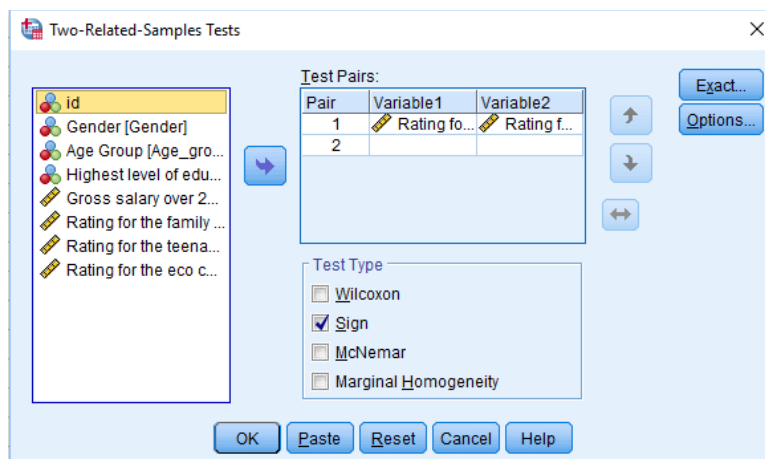 Two-Related-Samples Tests
id
Gender [Gender]
Age Group [Age_gro...
Highest level of edu...
Gross salary over 2...
Rating for the family ...
Rating for the teena...
Rating for the eco c...
Test Pairs:
Pair Variable1 Variable2
1 Rating fo... Rating f...
2
Test Type
Wilcoxon
Sign
McNemar
Marginal Homogeneity
Exact...
Options...
OK Paste Reset Cancel Help